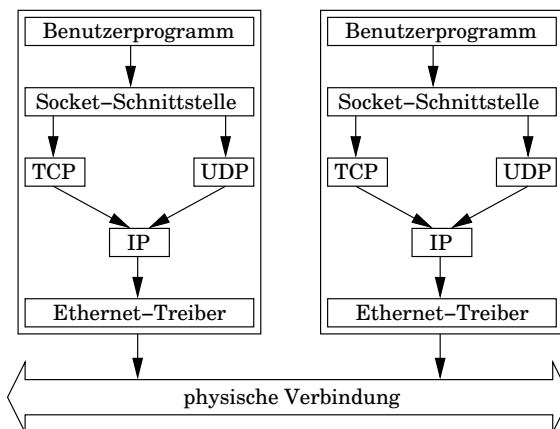 Benutzerprogramm
Socket–Schnittstelle
TCP UDP
IP
Ethernet–Treiber
Benutzerprogramm
Socket–Schnittstelle
TCP UDP
IP
Ethernet–Treiber
physische Verbindung